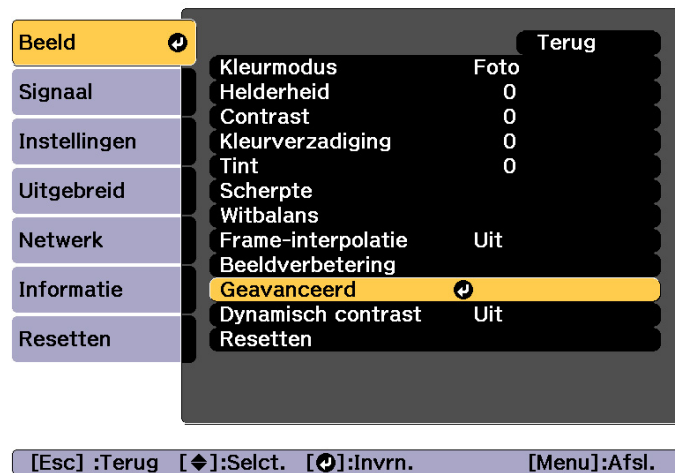 Beeld
Signaal
Instellingen
Uitgebreid
Netwerk
Informatie
Resetten
Terug
Kleurmodus Foto
Helderheid 0
Contrast 0
Kleurverzadiging 0
Tint 0
Scherpte
Witbalans
Frame-interpolatie Uit
Beeldverbetering
Geavanceerd
Dynamisch contrast Uit
Resetten
[Esc] :Terug [◆]:Selct. [↵]:Invrn. [Menu]:Afsl.